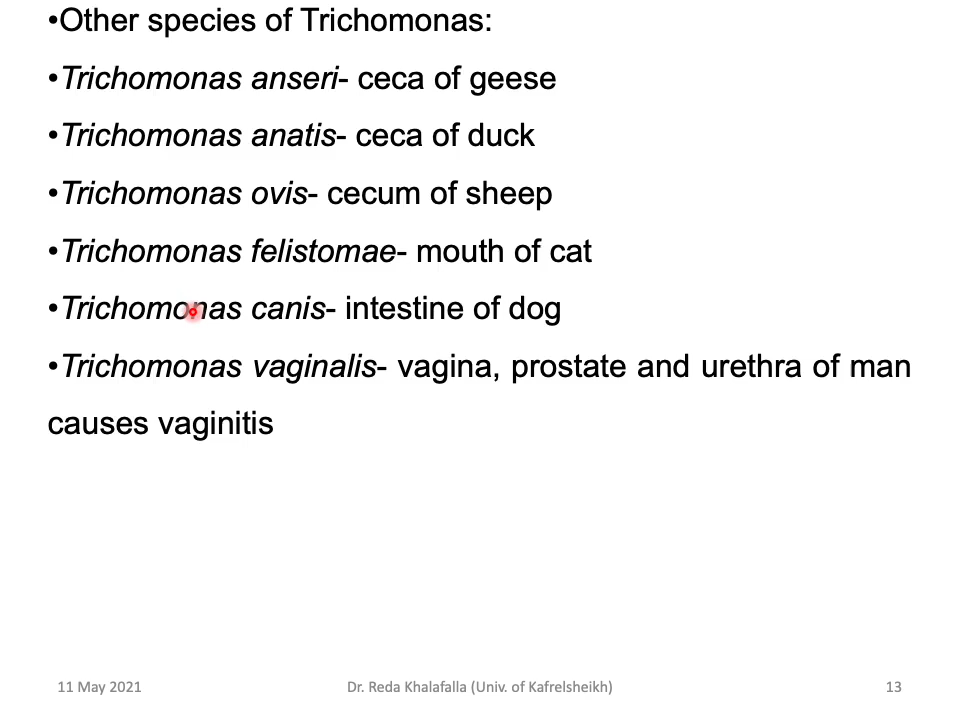 •Other species of Trichomonas:
•Trichomonas anseri- ceca of geese
•Trichomonas anatis- ceca of duck
•Trichomonas ovis- cecum of sheep
•Trichomonas felistomae- mouth of cat
•Trichomonas canis- intestine of dog
•Trichomonas vaginalis- vagina, prostate and urethra of man
causes vaginitis
11 May 2021 Dr. Reda Khalafalla (Univ. of Kafrelsheikh) 13